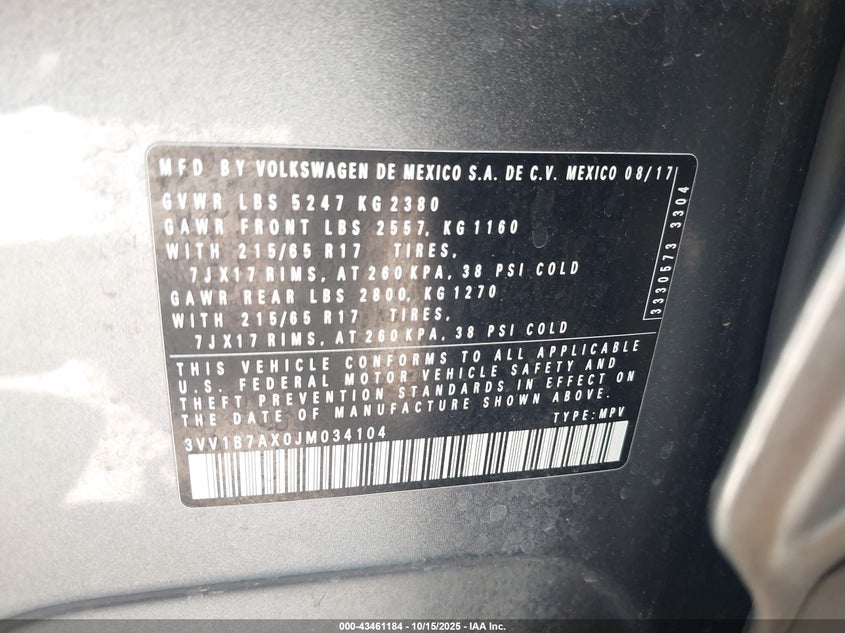 MFD BY VOLKSWAGEN DE MEXICO S.A. DE C.V. MEXICO 08/17
GVWR LBS 5247 KG 2380
GAWR FRONT LBS 2557, KG 1160
WITH 215/65 R17 TIRES,
7JX17 RIMS, AT 260 KPA, 38 PSI COLD
GAWR REAR LBS 2800, KG 1270
WITH 215/65 R17 TIRES,
7JX17 RIMS, AT 260 KPA, 38 PSI COLD
3330573 3304
THIS VEHICLE CONFORMS TO ALL APPLICABLE
U.S. FEDERAL MOTOR VEHICLE SAFETY AND
THEFT PREVENTION STANDARDS IN EFFECT ON
THE DATE OF MANUFACTURE SHOWN ABOVE.
TYPE: MPV
3VV1B7AX0JM034104
000-43461184 - 10/15/2025 - IAA Inc.